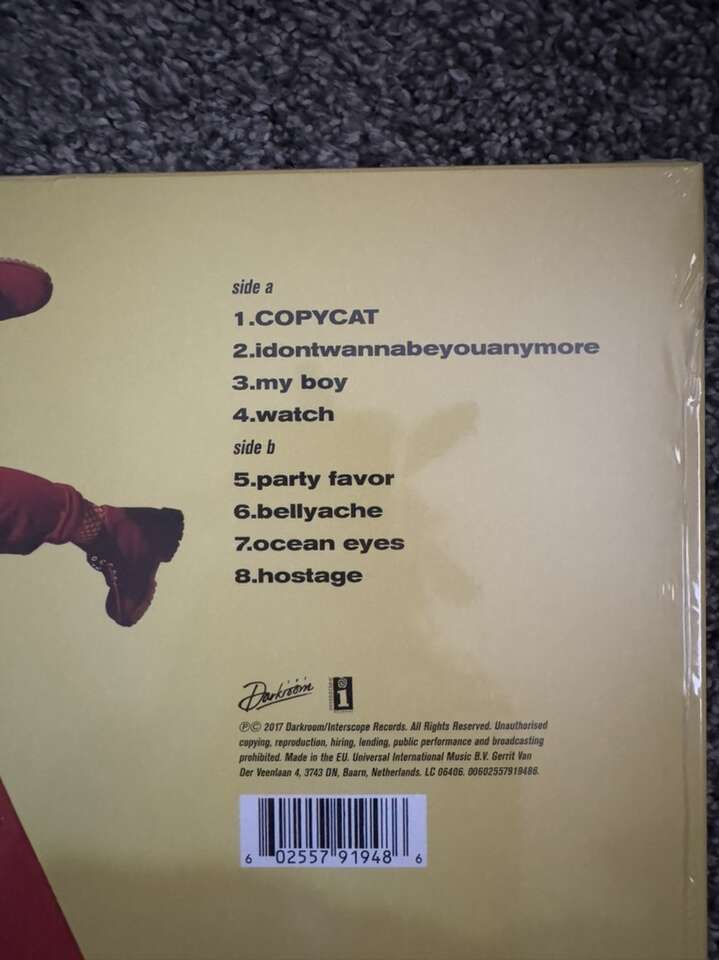 side a
1.COPYCAT
2.idontwannabeyouanymore
3.my boy
4.watch
side b
5.party favor
6.bellyache
7.ocean eyes
8.hostage
Darkroom
i
℗© 2017 Darkroom/Interscope Records. All Rights Reserved. Unauthorised
copying, reproduction, hiring, lending, public performance and broadcasting
prohibited. Made in the EU. Universal International Music B.V. Gerrit Van
Der Veenlaan 4, 3743 DN, Baarn, Netherlands. LC 06406. 00602557919486.
6 02557 91948 6